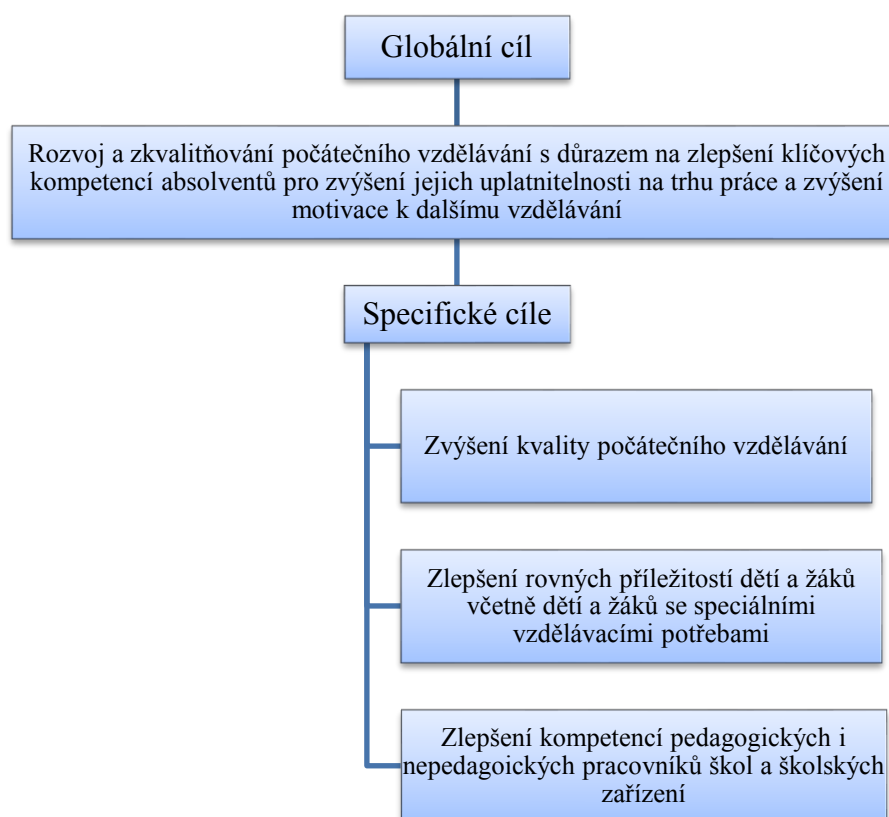 Globální cíl
Rozvoj a zkvalitňování počátečního vzdělávání s důrazem na zlepšení klíčových
kompetencí absolventů pro zvýšení jejich uplatnitelnosti na trhu práce a zvýšení
motivace k dalšímu vzdělávání
Specifické cíle
Zvýšení kvality počátečního vzdělávání
Zlepšení rovných příležitostí dětí a žáků
včetně dětí a žáků se speciálními
vzdělávacími potřebami
Zlepšení kompetencí pedagogických i
nepedagoických pracovníků škol a školských
zařízení